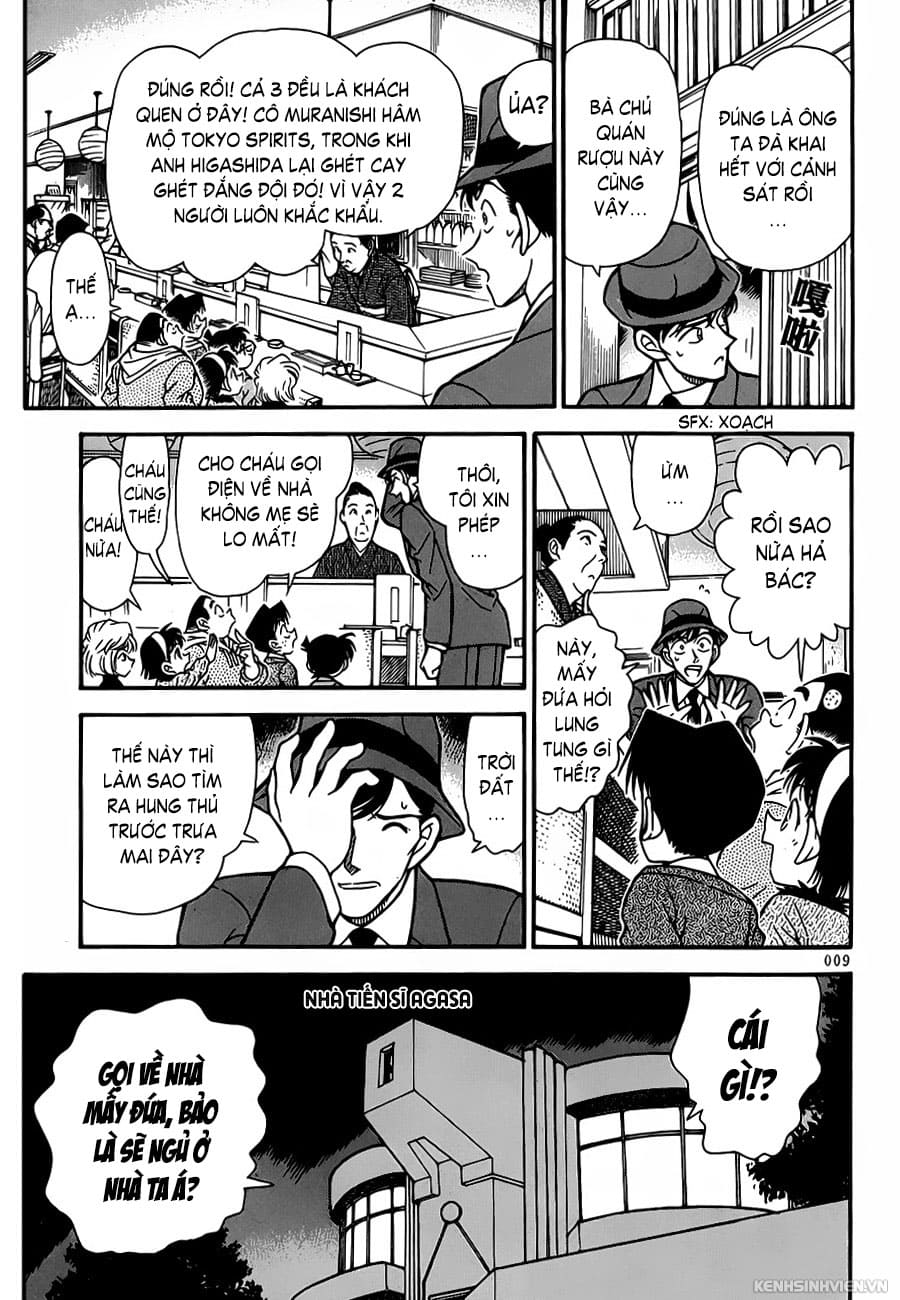 ĐÚNG LÀ ÔNG
TA ĐÃ KHAI
HẾT VỚI CẢNH
SÁT RỒI
...
BÀ CHỦ
QUÁN
RƯỢU NÀY
CŨNG
VẬY...
嘎啦
SFX: XOẠCH
ỦA?
ĐÚNG RỒI! CẢ 3 ĐỀU LÀ KHÁCH
QUEN Ở ĐÂY! CÔ MURANISHI HÂM
MỘ TOKYO SPIRITS, TRONG KHI
ANH HIGASHIDA LẠI GHÉT CAY
GHÉT ĐẮNG ĐỘI ĐÓ! VÌ VẬY 2
NGƯỜI LUÔN KHẮC KHẨU.
THẾ
Ạ...
RỒI SAO
NỮA HẢ
BÁC?
ỪM
...
NÀY,
MẤY
ĐỨA HỎI
LUNG
TUNG GÌ
THẾ!?
THÔI,
TÔI XIN
PHÉP
...
CHO CHÁU GỌI
ĐIỆN VỀ NHÀ
KHÔNG MẸ SẼ
LO MẤT!
CHÁU
CŨNG
THẾ!
CHÁU
NỮA!
TRỜI
ĐẤT
...
THẾ NÀY THÌ
LÀM SAO TÌM
RA HUNG THỦ
TRƯỚC TRƯA
MAI ĐÂY?
009
NHÀ TIẾN SĨ AGASA
CÁI
GÌ!?
GỌI VỀ NHÀ
MẤY ĐỨA, BẢO
LÀ SẼ NGỦ Ở
NHÀ TA Á?
KENHSINHVIEN.VN